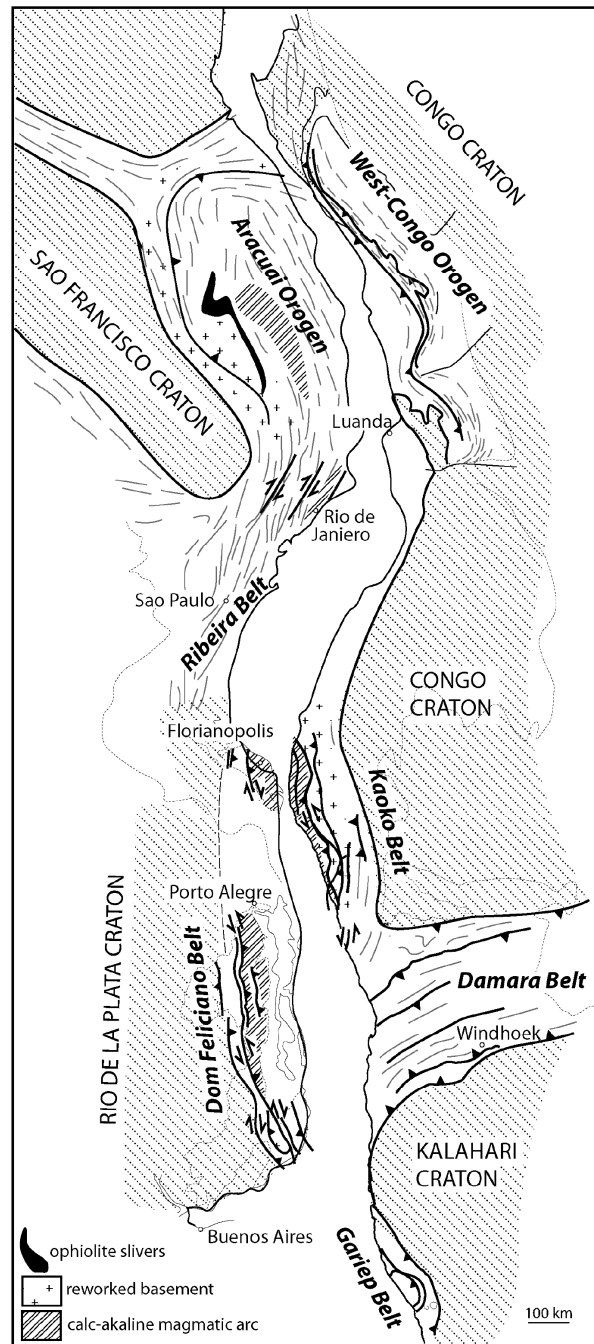 CONGO CRATON
West-Congo Orogen
Aracuai Orogen
SAO FRANCISCO CRATON
Luanda
Rio de
Janiero
Sao Paulo
Ribeira Belt
CONGO
CRATON
Florianopolis
Kaoko Belt
Porto Alegre
RIO DE LA PLATA CRATON
Dom Feliciano Belt
Damara Belt
Windhoek
KALAHARI
CRATON
Buenos Aires
Gariep Belt
ophiolite slivers
reworked basement
calc-akaline magmatic arc
100 km